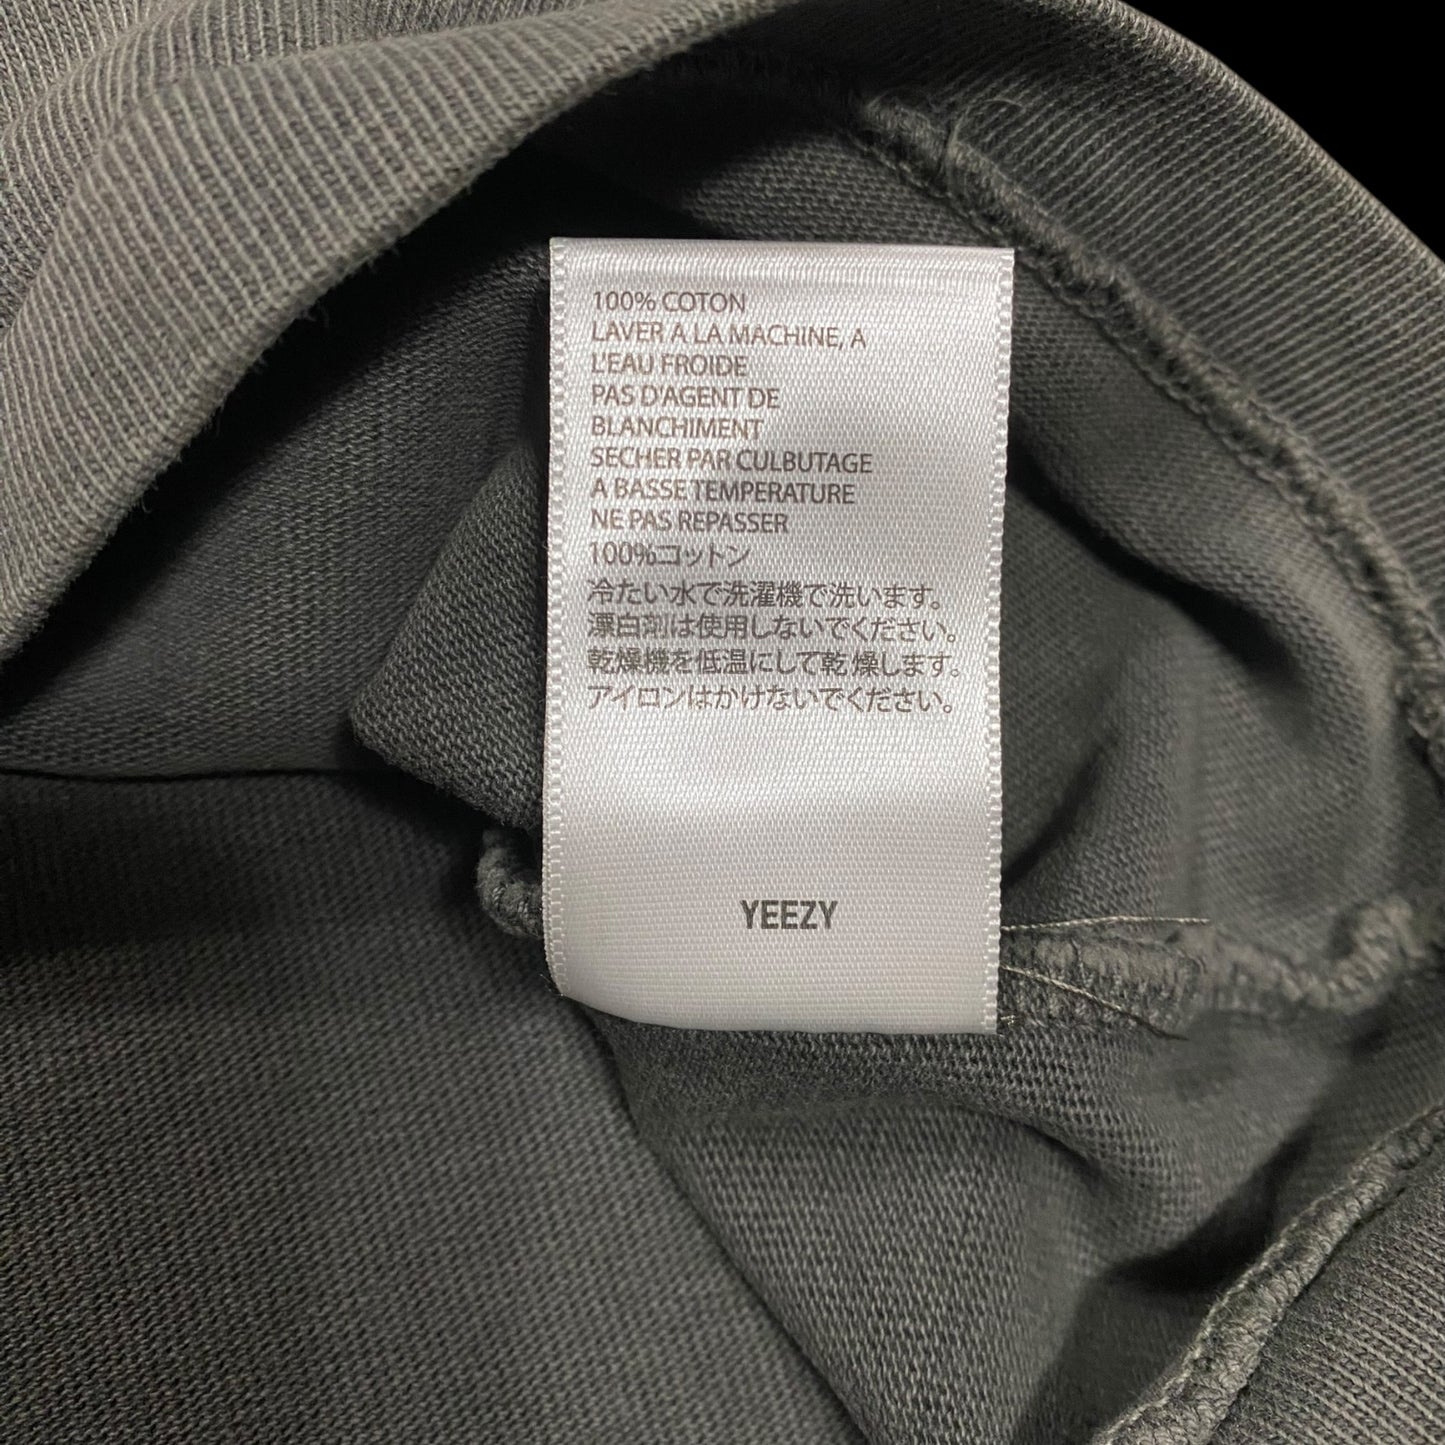 100% COTON
LAVER A LA MACHINE, A
L'EAU FROIDE
PAS D'AGENT DE
BLANCHIMENT
SECHER PAR CULBUTAGE
A BASSE TEMPERATURE
NE PAS REPASSER
100%コットン
冷たい水で洗濯機で洗います。
漂白剤は使用しないでください。
乾燥機を低温にして乾 燥します。
アイロンはかけないでください。
YEEZY